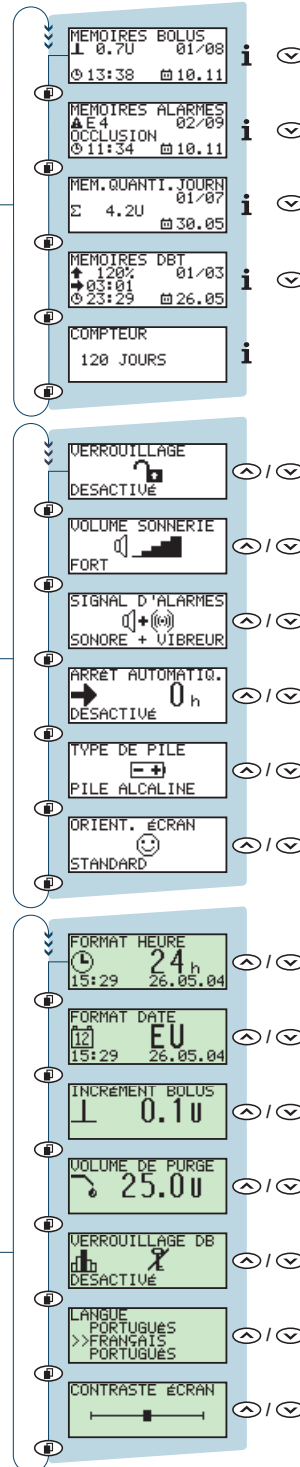 MEMOIRES BOLUS
0.7U 01/08
13:38 10.11
i
MEMOIRES ALARMES
E4 02/09
OCCLUSION
11:34 10.11
i
MEM.QUANTI.JOURN
01/07
Σ 4.2U
30.05
i
MEMOIRES DBT
120% 01/03
03:01
23:29 26.05
i
COMPTEUR
120 JOURS
i
VERROUILLAGE
DESACTIVé
/
VOLUME SONNERIE
FORT
/
SIGNAL D'ALARMES
+
SONORE + VIBREUR
/
ARRéT AUTOMATIQ.
0 h
DESACTIVé
/
TYPE DE PILE
PILE ALCALINE
/
ORIENT. éCRAN
STANDARD
/
FORMAT HEURE
24h
15:29 26.05.04
/
FORMAT DATE
12 EU
15:29 26.05.04
/
INCRéMENT BOLUS
0.1U
/
VOLUME DE PURGE
25.0U
/
VERROUILLAGE DB
DESACTIVé
/
LANGUE
PORTUGUéS
>>FRANÇAIS
PORTUGUéS
/
CONTRASTE éCRAN
/